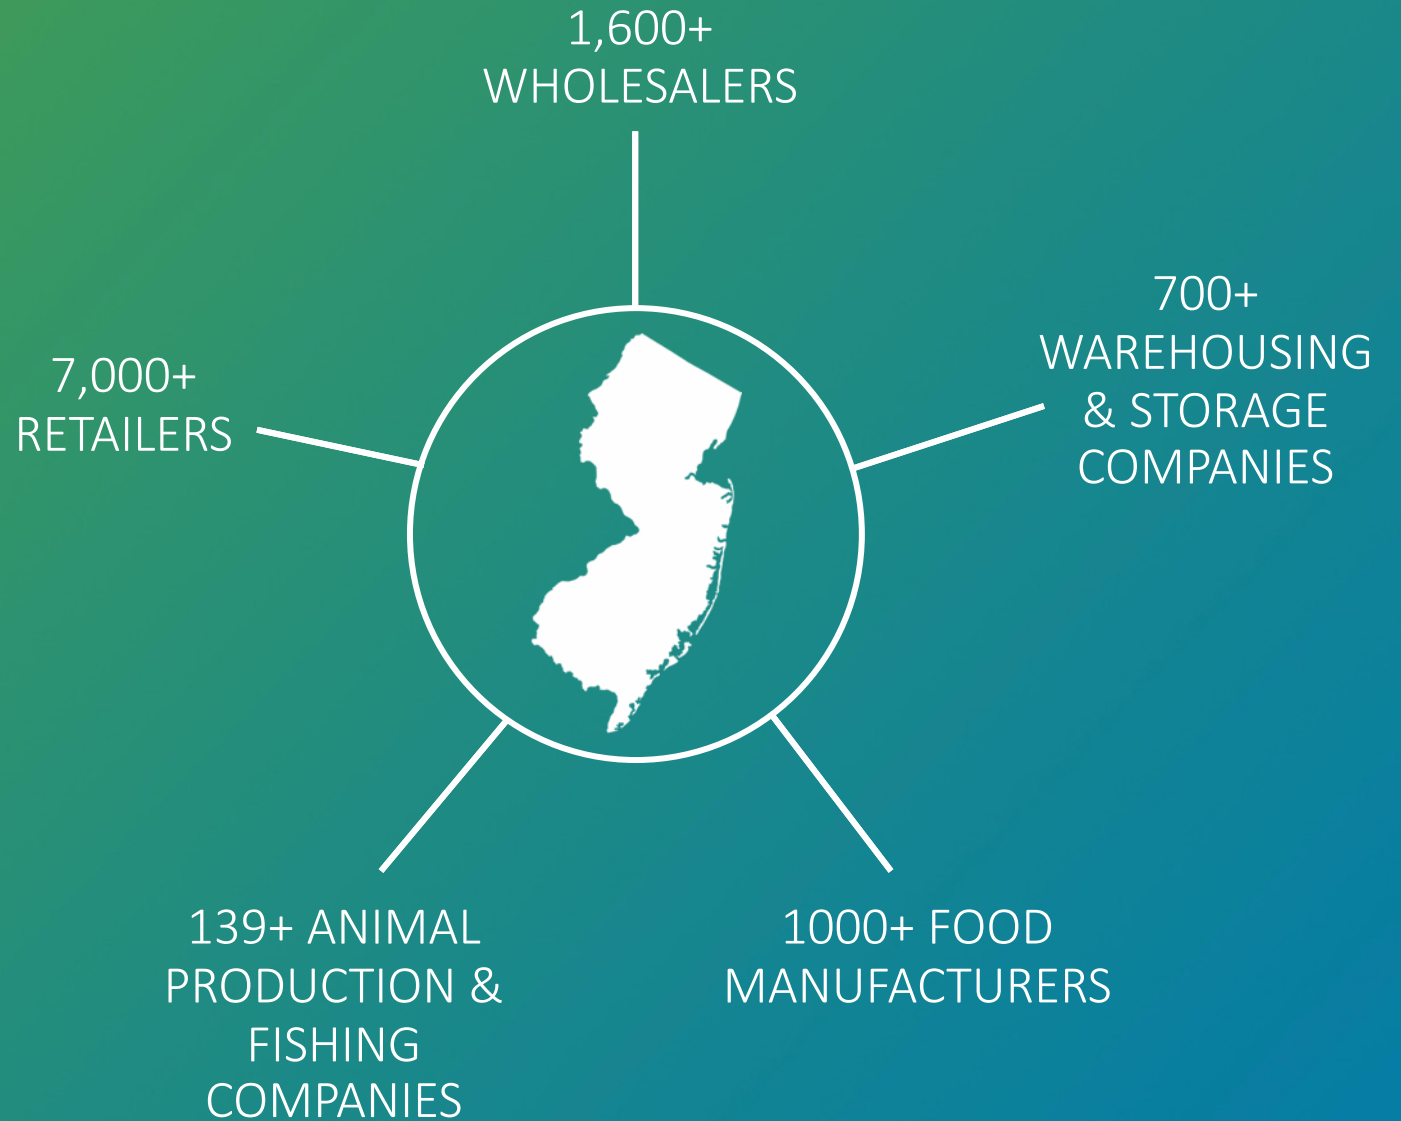 1,600+
WHOLESALERS
700+
WAREHOUSING
& STORAGE
COMPANIES
7,000+
RETAILERS
139+ ANIMAL
PRODUCTION &
FISHING
COMPANIES
1000+ FOOD
MANUFACTURERS